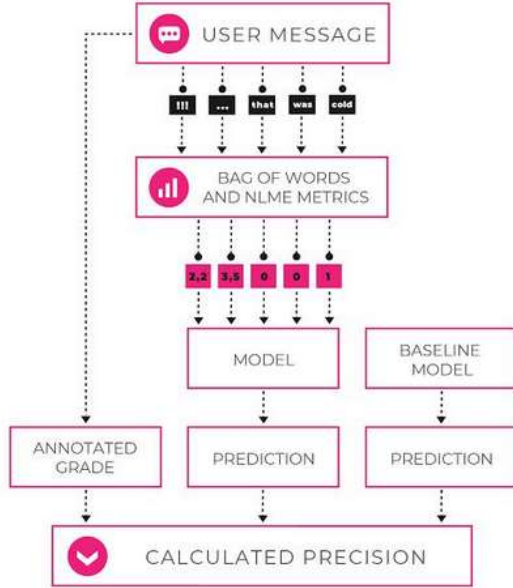 USER MESSAGE
!!! ... that was cold
BAG OF WORDS
AND NLME METRICS
2,2 3,5 0 0 1
MODEL
BASELINE
MODEL
ANNOTATED
GRADE
PREDICTION
PREDICTION
CALCULATED PRECISION